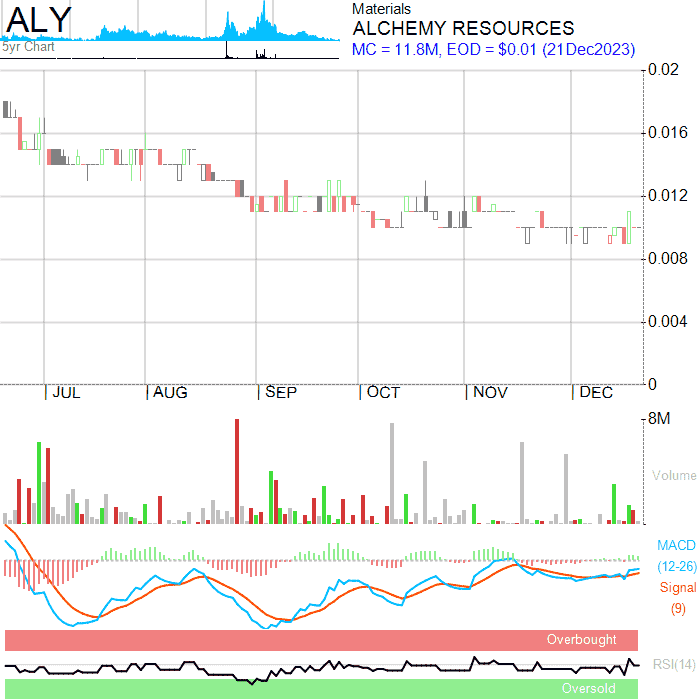 ALY
5yr Chart
Materials
ALCHEMY RESOURCES
MC = 11.8M, EOD = $0.01 (21Dec2023)
0.02
0.016
0.012
0.008
0.004
0
JUL AUG SEP OCT NOV DEC
8M
Volume
MACD
(12-26)
Signal
(9)
Overbought
RSI(14)
Oversold